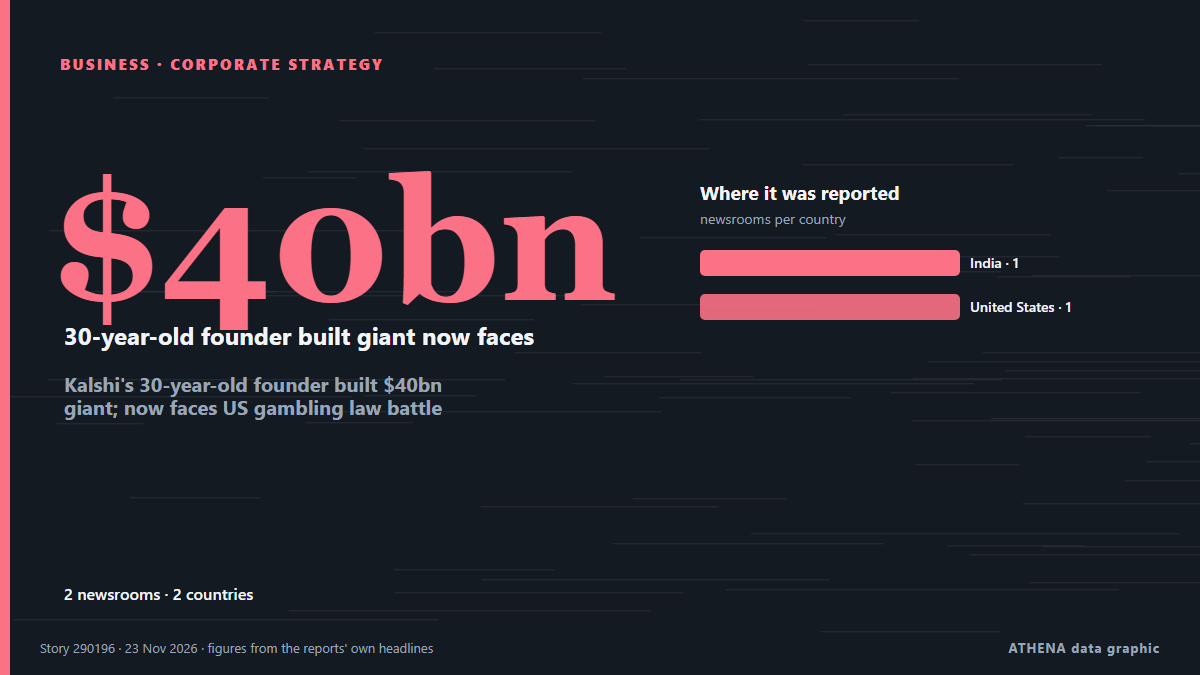 BUSINESS · CORPORATE STRATEGY
$40bn
30-year-old founder built giant now faces
Kalshi's 30-year-old founder built $40bn
giant; now faces US gambling law battle
Where it was reported
newsrooms per country
India · 1
United States · 1
2 newsrooms · 2 countries
Story 290196 · 23 Nov 2026 · figures from the reports' own headlines
ATHENA data graphic